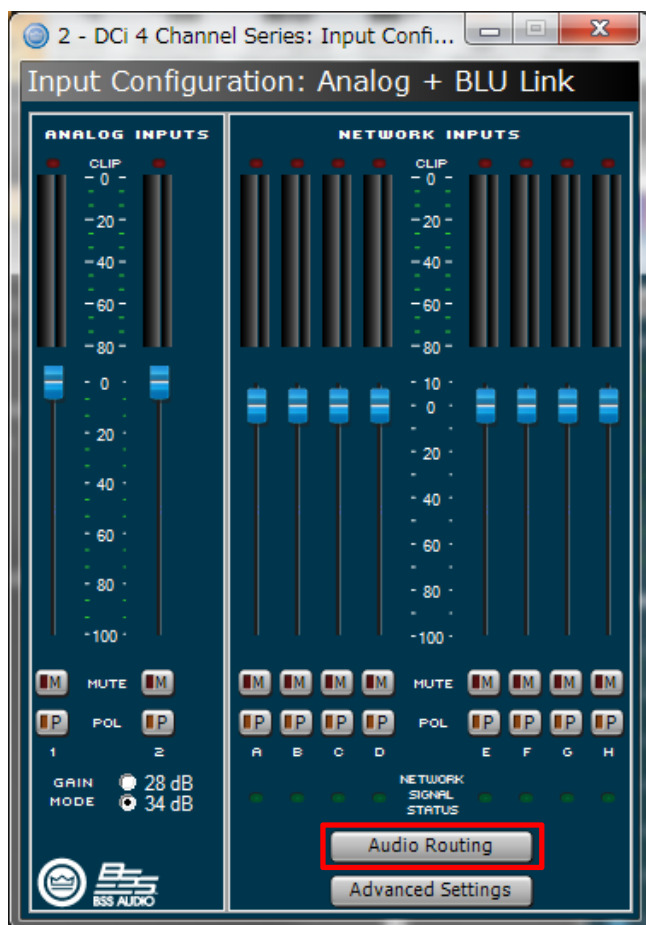 2 - DCi 4 Channel Series: Input Confi...
Input Configuration: Analog + BLU Link
ANALOG INPUTS
CLIP
- 0 -
- 20 -
- 40 -
- 60 -
- 80 -
- 0 -
- 20 -
- 40 -
- 60 -
- 80 -
- 100 -
M MUTE M
P POL P
1 2
GAIN MODE
28 dB
34 dB
BSS
BSS AUDIO
NETWORK INPUTS
CLIP
- 0 -
- 20 -
- 40 -
- 60 -
- 80 -
- 10 -
- 0 -
- 20 -
- 40 -
- 60 -
- 80 -
- 100 -
M M M M MUTE M M M M
P P P P POL P P P P
A B C D E F G H
NETWORK
SIGNAL
STATUS
Audio Routing
Advanced Settings